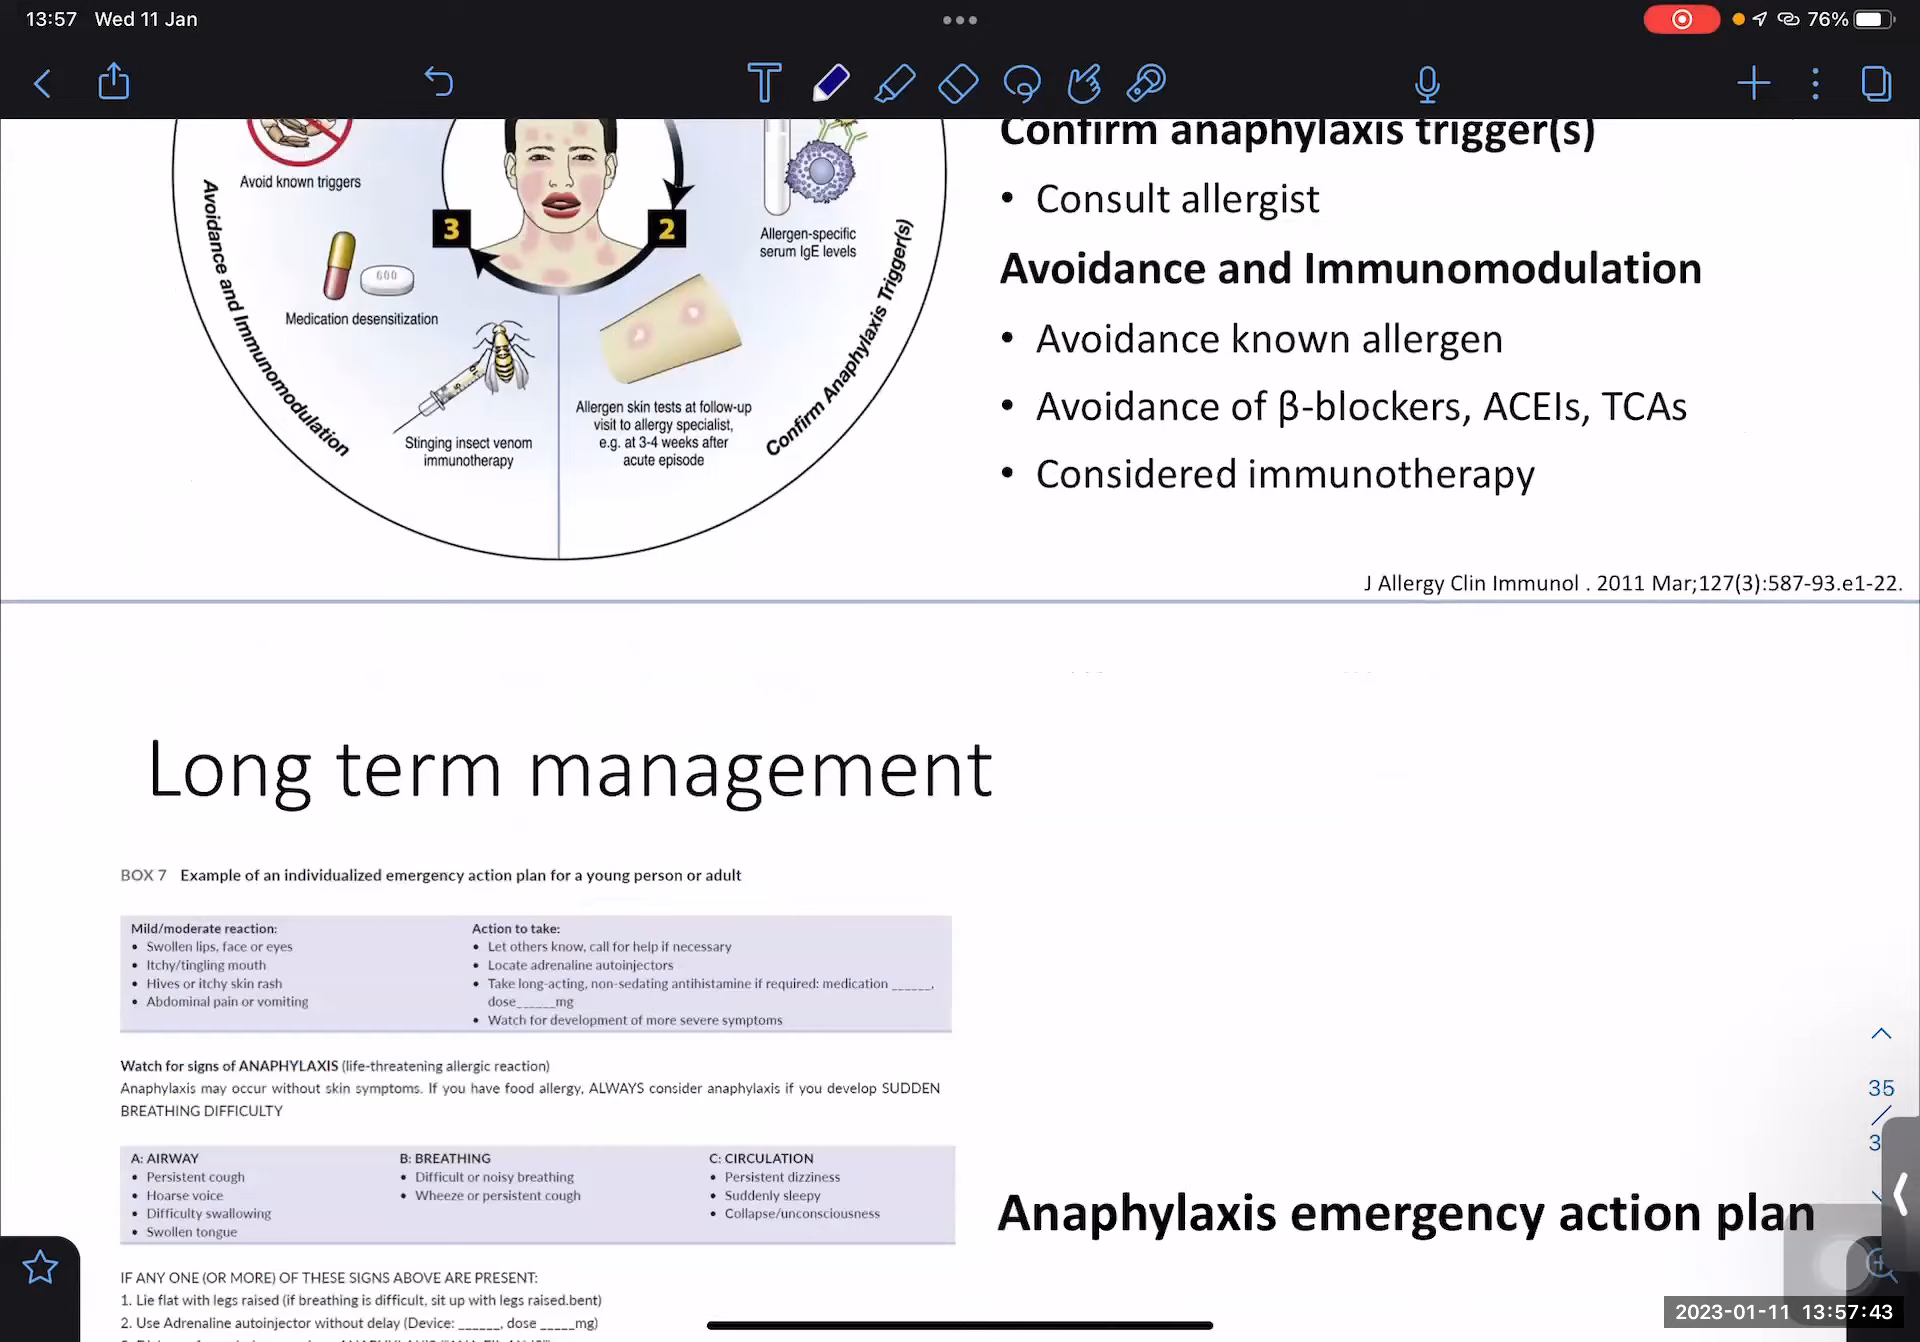 13:57 Wed 11 Jan
76%
Confirm anaphylaxis trigger(s)
• Consult allergist
Avoidance and Immunomodulation
• Avoidance known allergen
• Avoidance of β-blockers, ACEIs, TCAs
• Considered immunotherapy
Avoid known triggers
3
2
Allergen-specific
serum IgE levels
600
Medication desensitization
Stinging insect venom
immunotherapy
Allergen skin tests at follow-up
visit to allergy specialist,
e.g. at 3-4 weeks after
acute episode
Avoidance and Immunomodulation
Confirm Anaphylaxis Trigger(s)
J Allergy Clin Immunol . 2011 Mar;127(3):587-93.e1-22.
Long term management
BOX 7 Example of an individualized emergency action plan for a young person or adult
Mild/moderate reaction:
• Swollen lips, face or eyes
• Itchy/tingling mouth
• Hives or itchy skin rash
• Abdominal pain or vomiting
Action to take:
• Let others know, call for help if necessary
• Locate adrenaline autoinjectors
• Take long-acting, non-sedating antihistamine if required: medication ______,
dose______mg
• Watch for development of more severe symptoms
Watch for signs of ANAPHYLAXIS (life-threatening allergic reaction)
Anaphylaxis may occur without skin symptoms. If you have food allergy, ALWAYS consider anaphylaxis if you develop SUDDEN
BREATHING DIFFICULTY
A: AIRWAY
• Persistent cough
• Hoarse voice
• Difficulty swallowing
• Swollen tongue
B: BREATHING
• Difficult or noisy breathing
• Wheeze or persistent cough
C: CIRCULATION
• Persistent dizziness
• Suddenly sleepy
• Collapse/unconsciousness
Anaphylaxis emergency action plan
IF ANY ONE (OR MORE) OF THESE SIGNS ABOVE ARE PRESENT:
1. Lie flat with legs raised (if breathing is difficult, sit up with legs raised.bent)
2. Use Adrenaline autoinjector without delay (Device: ______, dose _____mg)
35
3
2023-01-11 13:57:43